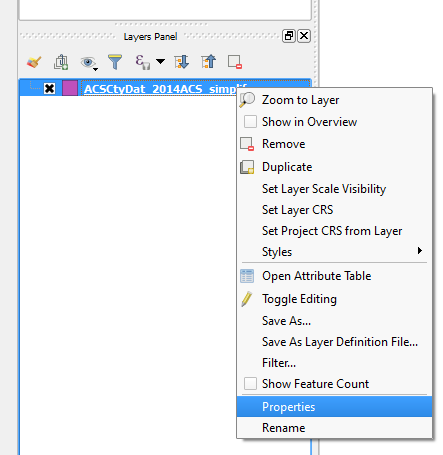 Layers Panel
ACSCtyDat_2014ACS_simplif
Zoom to Layer
Show in Overview
Remove
Duplicate
Set Layer Scale Visibility
Set Layer CRS
Set Project CRS from Layer
Styles
Open Attribute Table
Toggle Editing
Save As...
Save As Layer Definition File...
Filter...
Show Feature Count
Properties
Rename